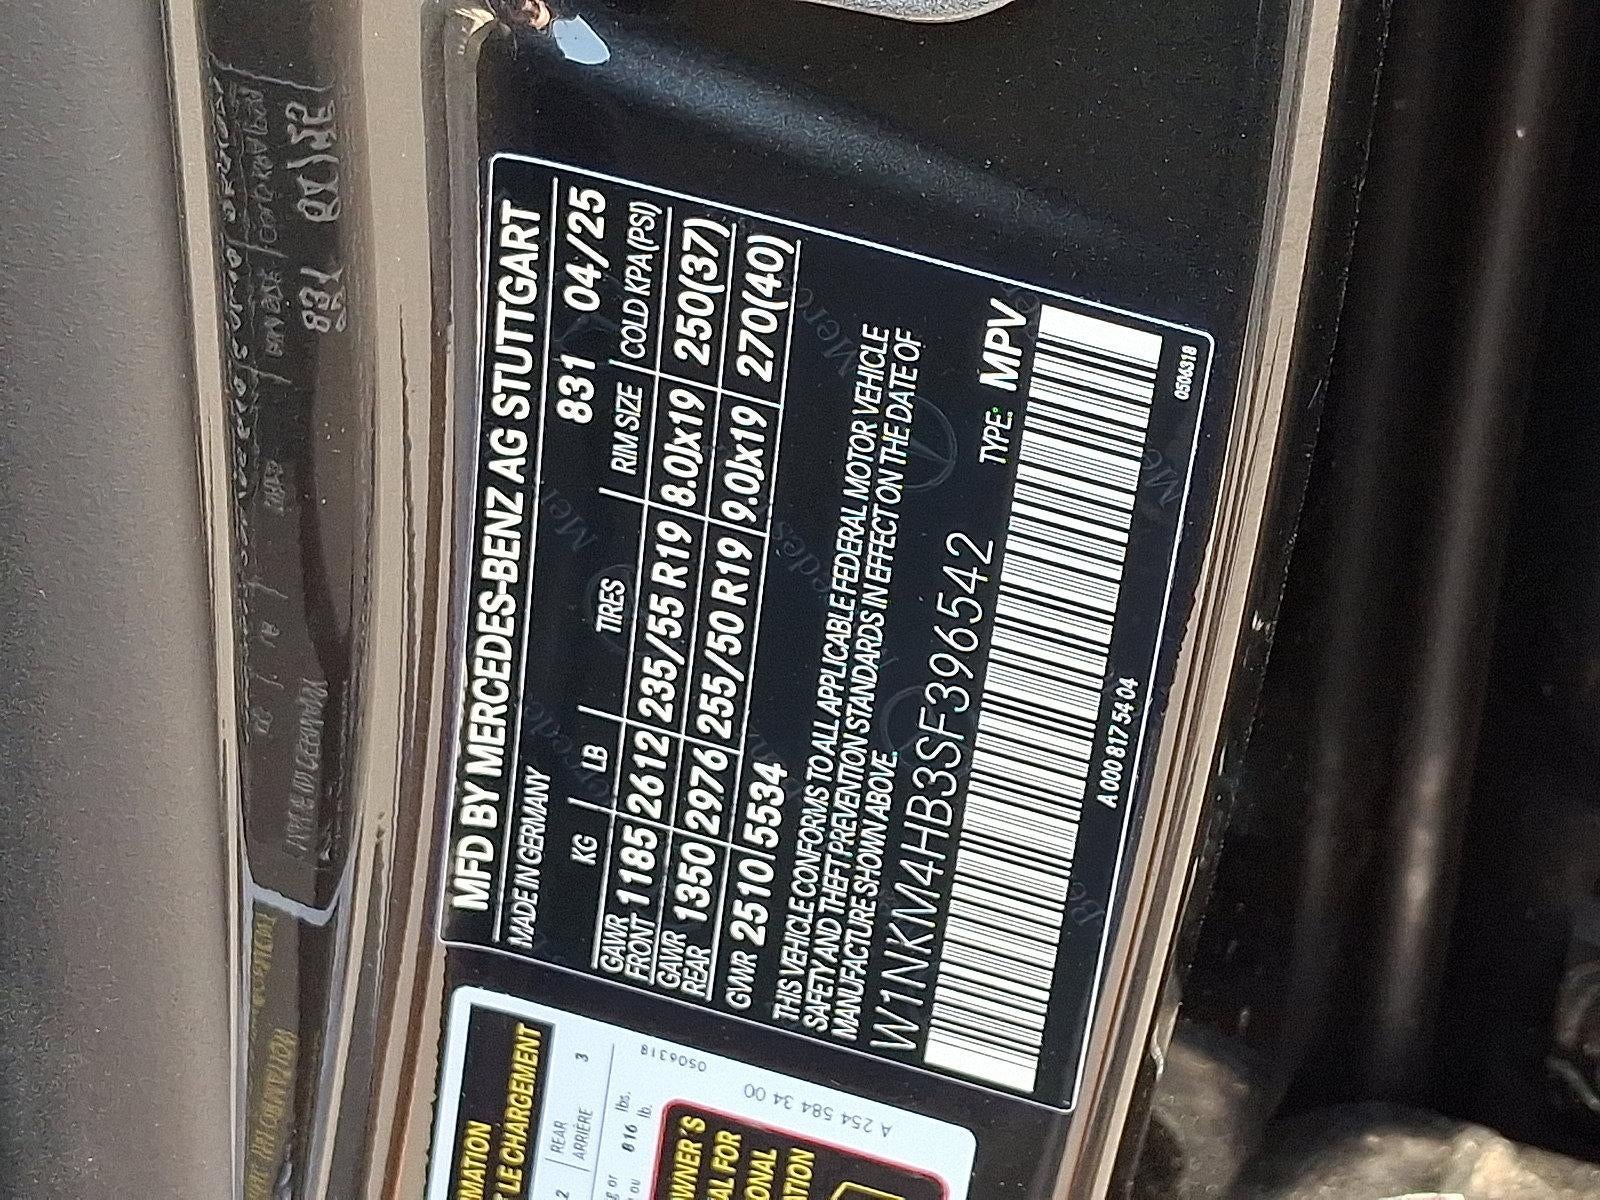 MFD BY MERCEDES-BENZ AG STUTTGART
MADE IN GERMANY 831 04/25
KG LB TIRES RIM SIZE COLD KPA (PSI)
GAWR FRONT 1185 2612 235/55 R19 8.0Jx19 250(37)
GAWR REAR 1350 2976 255/50 R19 9.0Jx19 270(40)
GVWR 2510 5534
THIS VEHICLE CONFORMS TO ALL APPLICABLE FEDERAL MOTOR VEHICLE
SAFETY AND THEFT PREVENTION STANDARDS IN EFFECT ON THE DATE OF
MANUFACTURE SHOWN ABOVE.
W1NKM4HB3SF396542 TYPE: MPV
A 000 817 54 04 0506318
LE CHARGEMENT
REAR
ARRIÈRE 3
816 lbs.
lb.
0506318
A 254 584 34 00